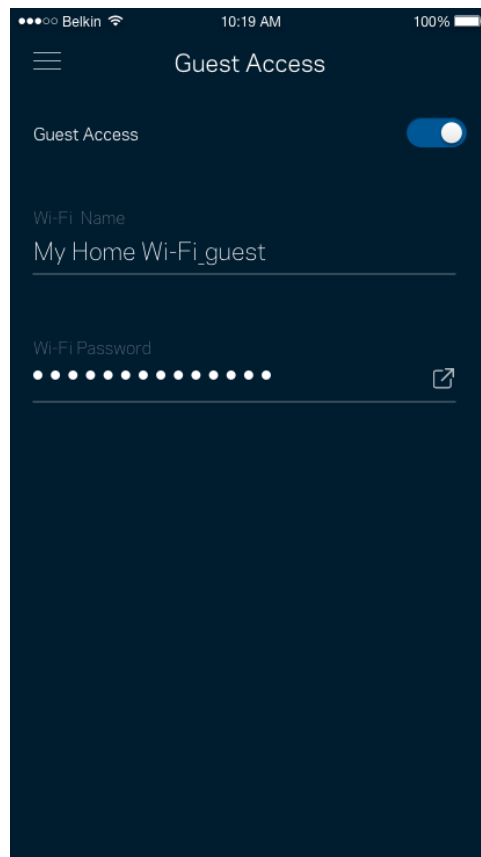 Belkin 10:19 AM 100%
Guest Access
Guest Access
Wi-Fi Name
My Home Wi-Fi_guest
Wi-Fi Password
●●●●●●●●●●●●●●